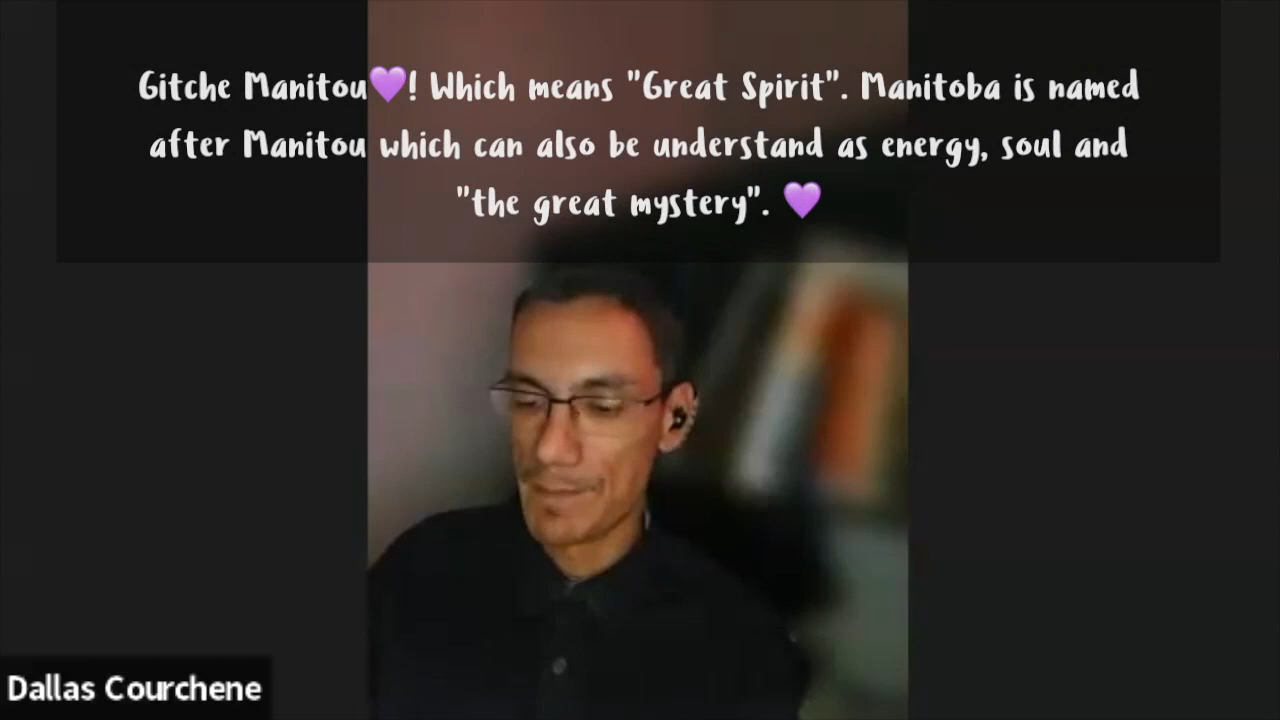 Gitche Manitou💜! Which means "Great Spirit". Manitoba is named
after Manitou which can also be understand as energy, soul and
"the great mystery". 💜
Dallas Courchene